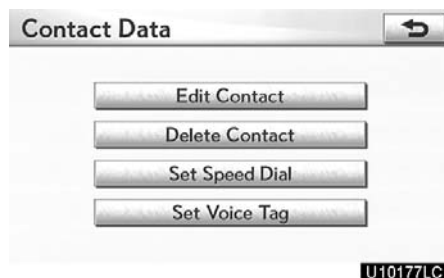 Contact Data
Edit Contact
Delete Contact
Set Speed Dial
Set Voice Tag
U10177LC